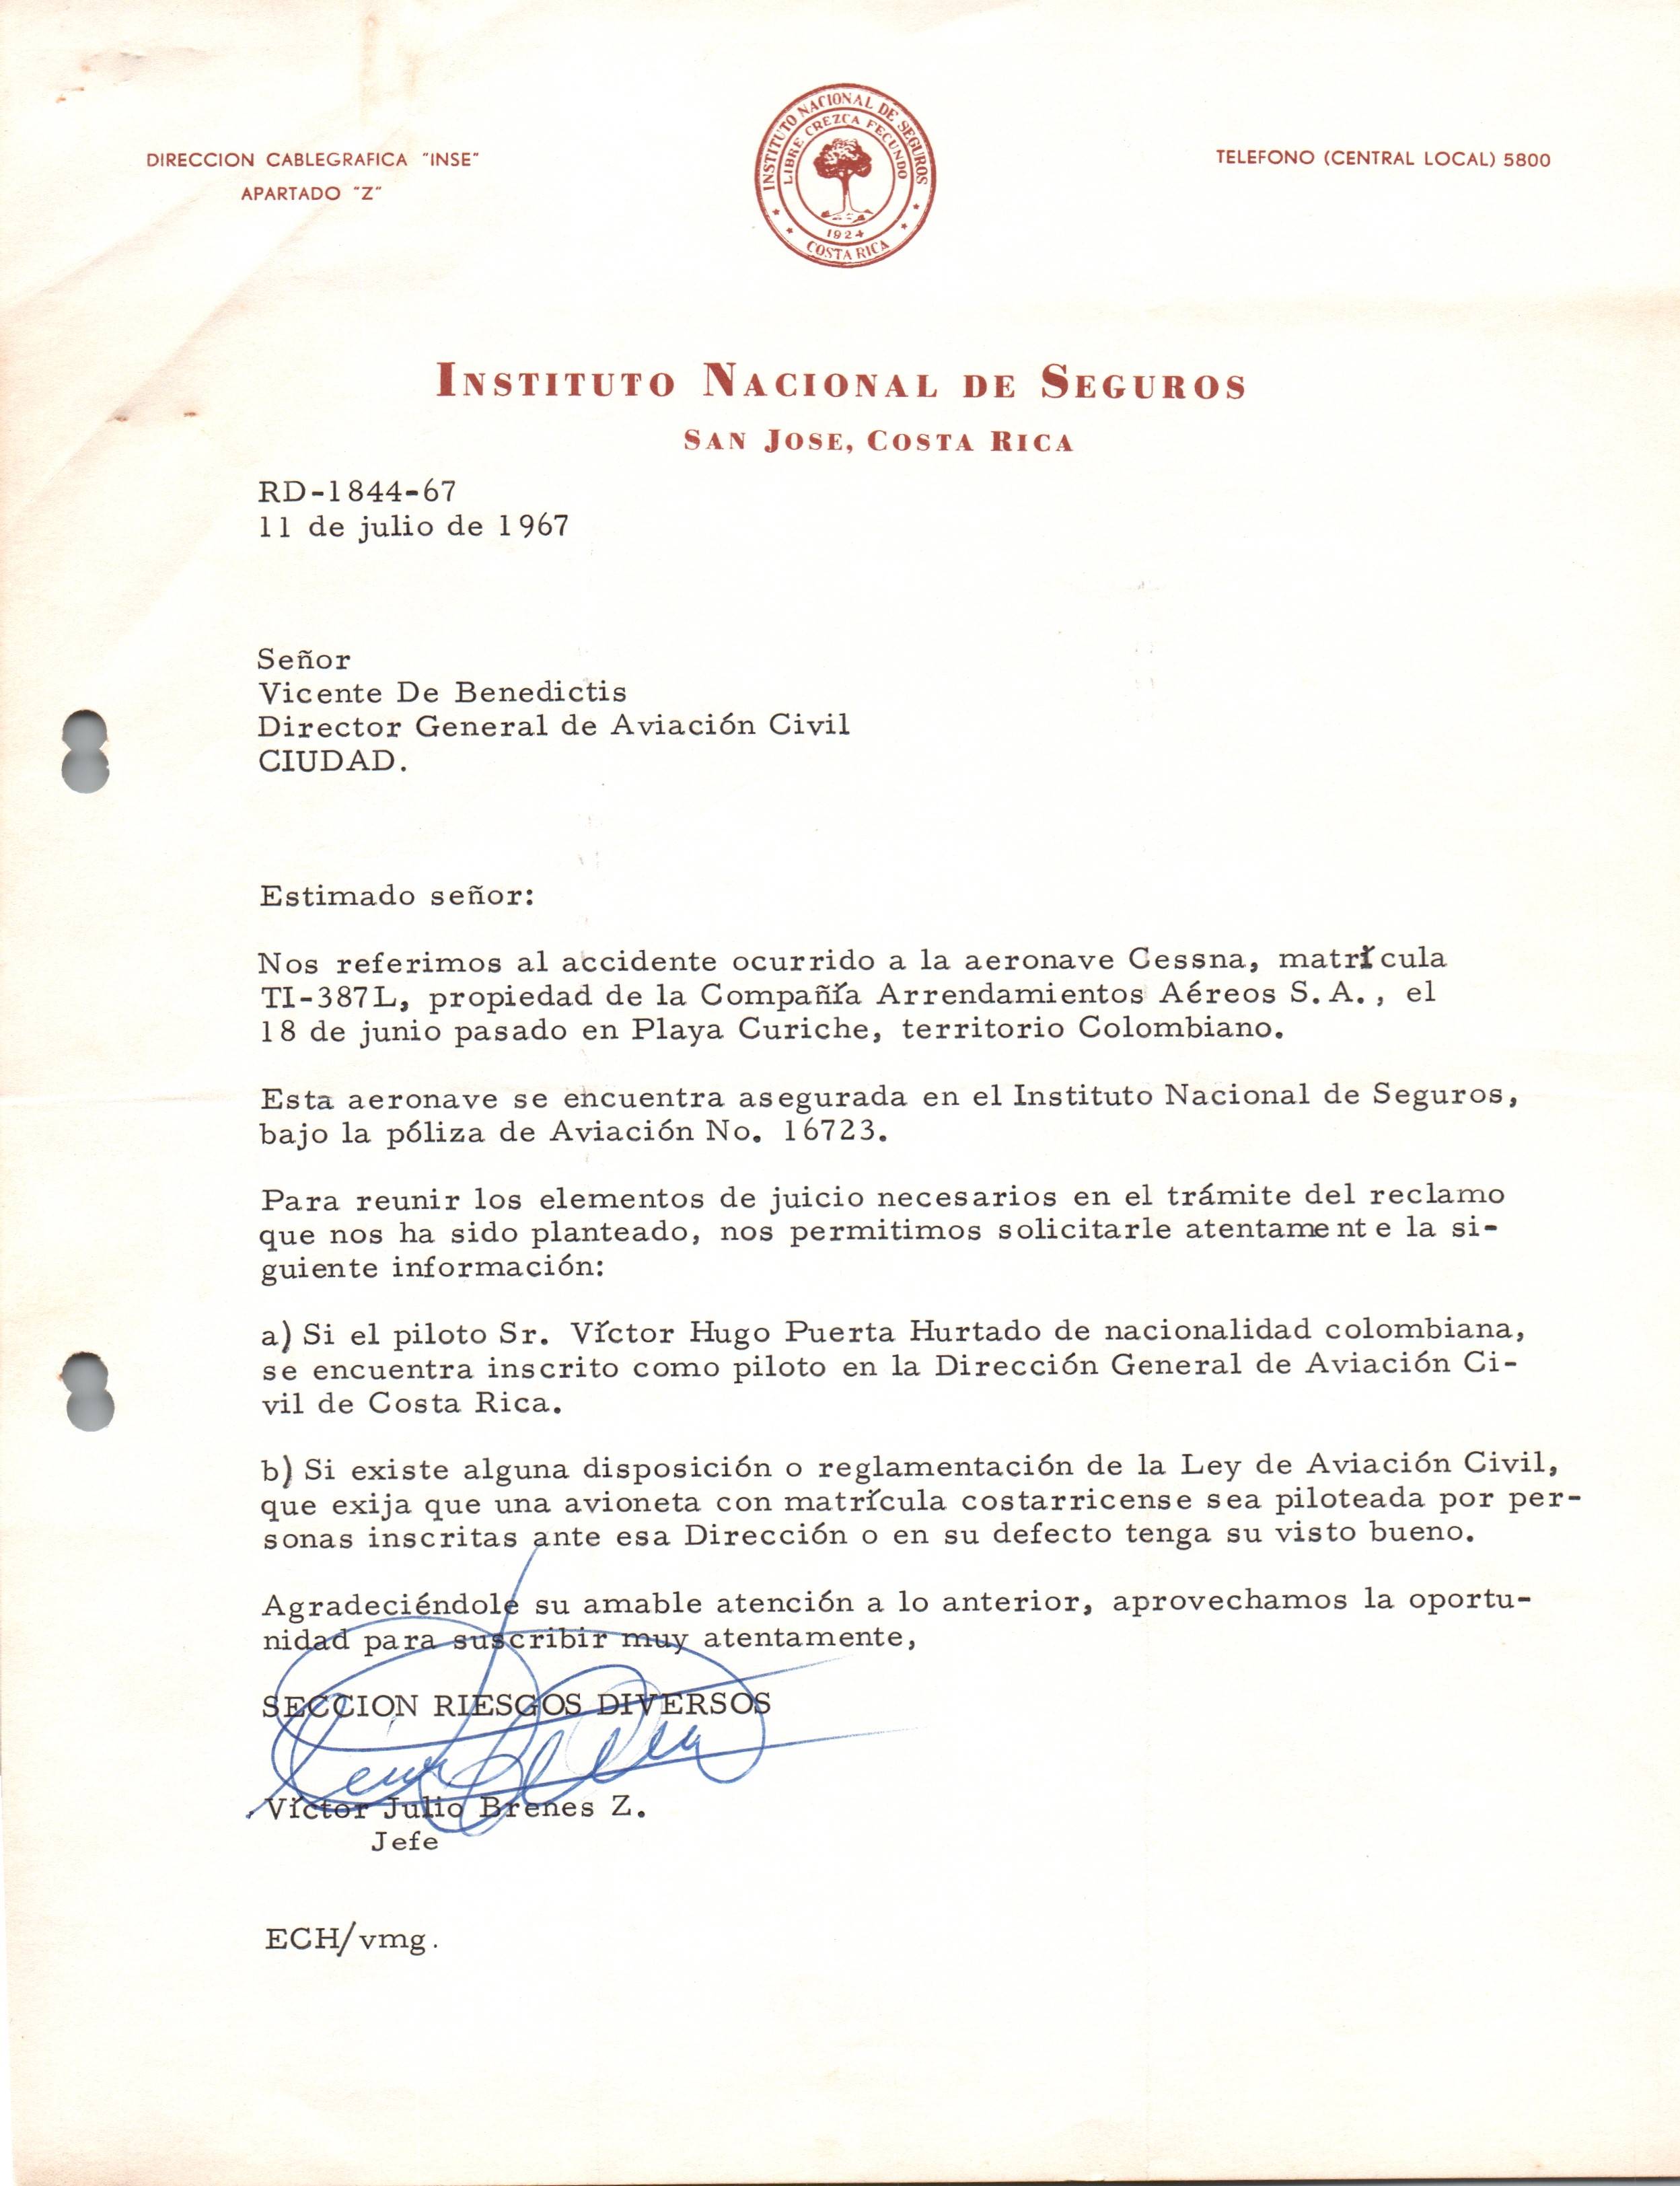 DIRECCION CABLEGRAFICA "INSE"
APARTADO "Z"
INSTITUTO NACIONAL DE SEGUROS
LIBRE CREZCA FECUNDO
1924
COSTA RICA
TELEFONO (CENTRAL LOCAL) 5800
INSTITUTO NACIONAL DE SEGUROS
SAN JOSE, COSTA RICA
RD-1844-67
11 de julio de 1967
Señor
Vicente De Benedictis
Director General de Aviación Civil
CIUDAD.
Estimado señor:
Nos referimos al accidente ocurrido a la aeronave Cessna, matrícula
TI-387L, propiedad de la Compañía Arrendamientos Aéreos S.A., el
18 de junio pasado en Playa Curiche, territorio Colombiano.
Esta aeronave se encuentra asegurada en el Instituto Nacional de Seguros,
bajo la póliza de Aviación No. 16723.
Para reunir los elementos de juicio necesarios en el trámite del reclamo
que nos ha sido planteado, nos permitimos solicitarle atentamente la si-
guiente información:
a) Si el piloto Sr. Víctor Hugo Puerta Hurtado de nacionalidad colombiana,
se encuentra inscrito como piloto en la Dirección General de Aviación Ci-
vil de Costa Rica.
b) Si existe alguna disposición o reglamentación de la Ley de Aviación Civil,
que exija que una avioneta con matrícula costarricense sea piloteada por per-
sonas inscritas ante esa Dirección o en su defecto tenga su visto bueno.
Agradeciéndole su amable atención a lo anterior, aprovechamos la oportu-
nidad para suscribir muy atentamente,
SECCION RIESGOS DIVERSOS
Víctor Julio Brenes Z.
Jefe
ECH/vmg.